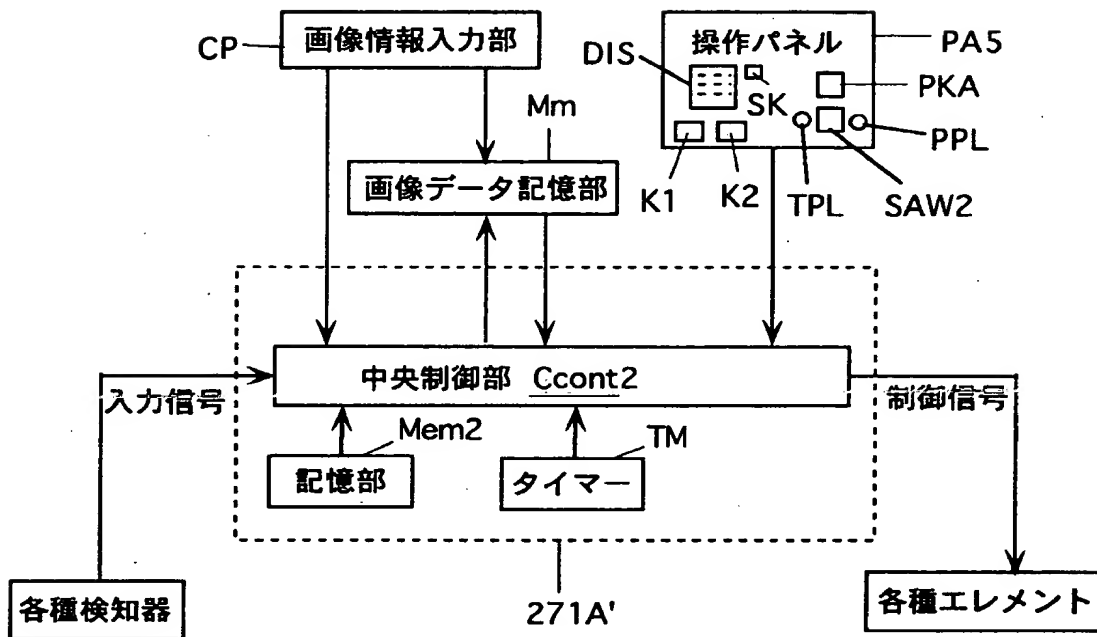 CP
画像情報入力部
操作パネル
PA5
DIS
SK
PKA
Mm
PPL
画像データ記憶部
K1
K2
TPL
SAW2
中央制御部 Ccont2
入力信号
制御信号
Mem2
TM
記憶部
タイマー
各種検知器
271A'
各種エレメント